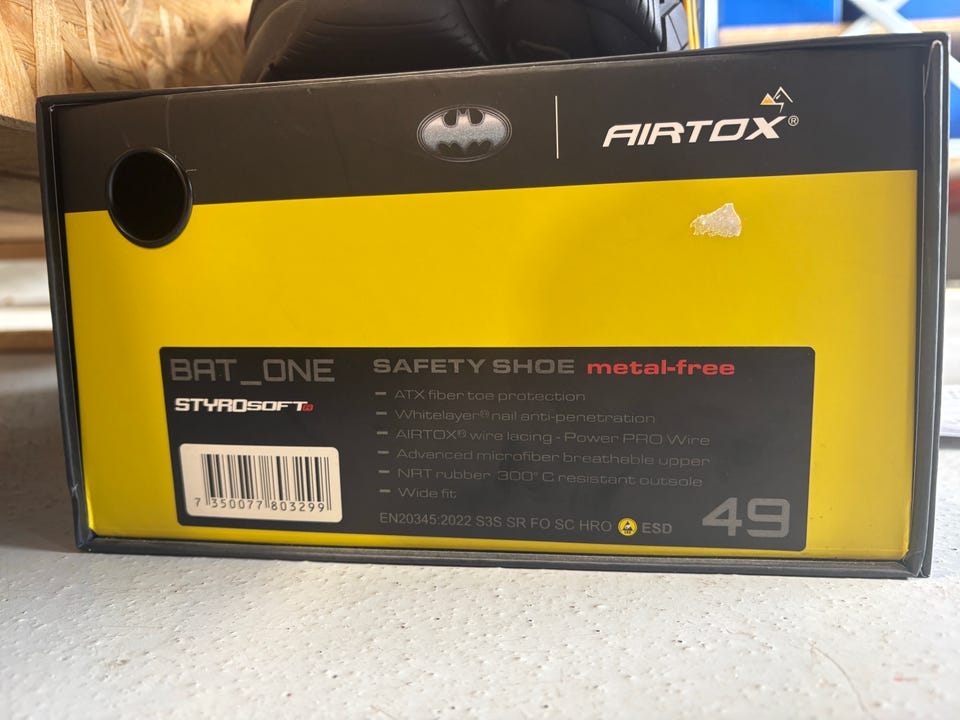 AIRTOX®
BAT_ONE
STYROSOFT
SAFETY SHOE metal-free
- ATX fiber toe protection
- Whitelayer® nail anti-penetration
- AIRTOX® wire lacing - Power PRO Wire
- Advanced microfiber breathable upper
- NRT rubber 300° C resistant outsole
- Wide fit
7 350077 803299
EN20345:2022 S3S SR FO SC HRO ESD
49